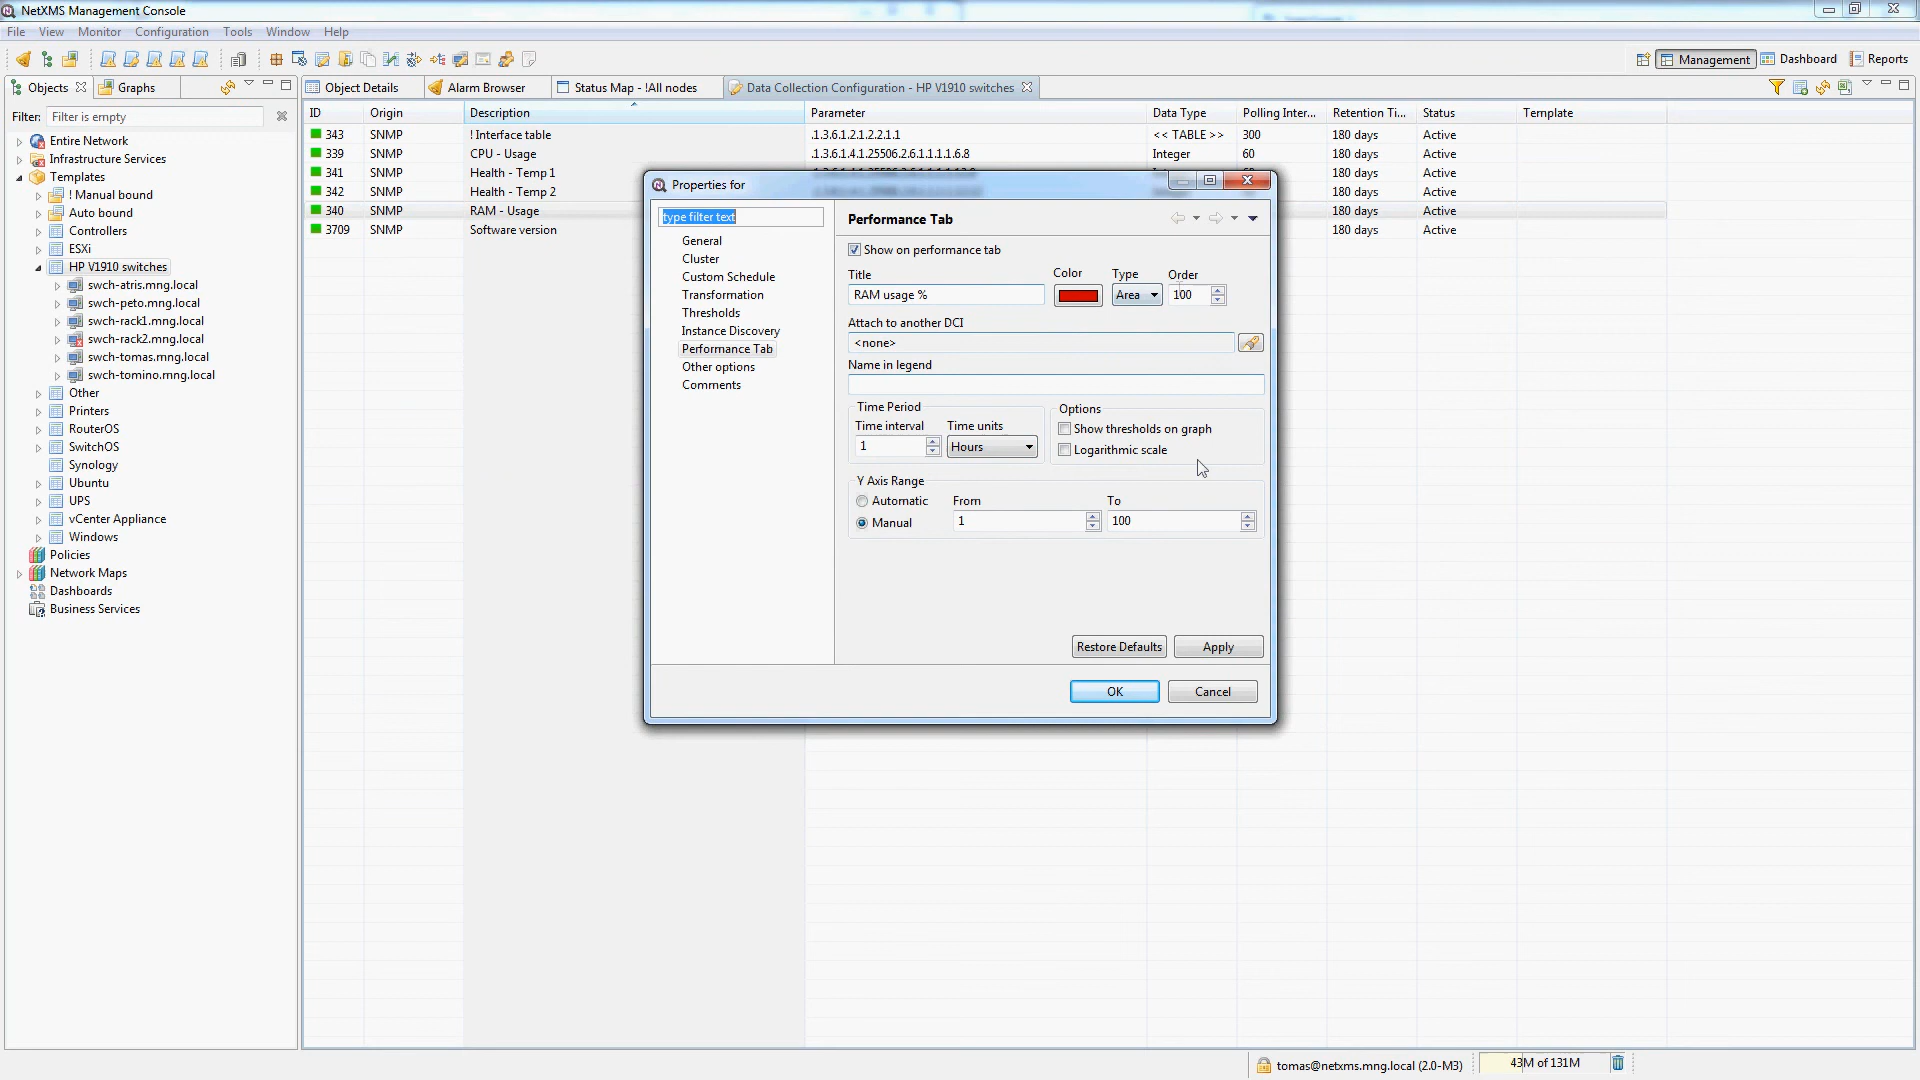 NetXMS Management Console
File View Monitor Configuration Tools Window Help
Management Dashboard Reports
Objects Graphs
Object Details Alarm Browser Status Map - !All nodes Data Collection Configuration - HP V1910 switches
Filter: Filter is empty
ID Origin Description Parameter Data Type Polling Inter... Retention Ti... Status Template
343 SNMP ! Interface table .1.3.6.1.2.1.2.2.1.1 << TABLE >> 300 180 days Active
339 SNMP CPU - Usage .1.3.6.1.4.1.25506.2.6.1.1.1.1.6.8 Integer 60 180 days Active
341 SNMP Health - Temp 1 180 days Active
342 SNMP Health - Temp 2 180 days Active
340 SNMP RAM - Usage 180 days Active
3709 SNMP Software version 180 days Active
Entire Network
Infrastructure Services
Templates
! Manual bound
Auto bound
Controllers
ESXi
HP V1910 switches
swch-atris.mng.local
swch-peto.mng.local
swch-rack1.mng.local
swch-rack2.mng.local
swch-tomas.mng.local
swch-tomino.mng.local
Other
Printers
RouterOS
SwitchOS
Synology
Ubuntu
UPS
vCenter Appliance
Windows
Policies
Network Maps
Dashboards
Business Services
Properties for
type filter text
General
Cluster
Custom Schedule
Transformation
Thresholds
Instance Discovery
Performance Tab
Other options
Comments
Performance Tab
Show on performance tab
Title Color Type Order
RAM usage % Area 100
Attach to another DCI
<none>
Name in legend
Time Period Options
Time interval Time units Show thresholds on graph
1 Hours Logarithmic scale
Y Axis Range
Automatic From To
Manual 1 100
Restore Defaults Apply
OK Cancel
tomas@netxms.mng.local (2.0-M3) 43M of 131M